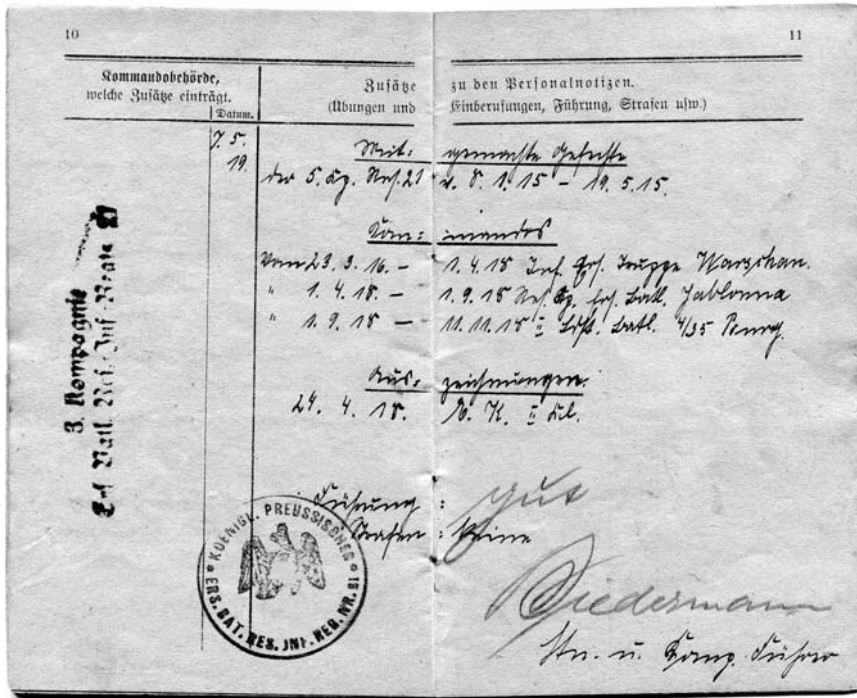 10
11
Kommandobehörde,
welche Zusätze einträgt.
Datum.
Zusätze zu den Personalnotizen.
(Übungen und Einberufungen, Führung, Strafen usw.)
7. 5.
19.
Mit: gemachte Gefechte
der 5. Kp. Res. 21 v. 8. 1. 15 – 19. 5. 15.
Kom: mandos
Vom 23. 3. 16. – 1. 4. 18 Inf. Ers. Truppe Warschau.
" 1. 4. 18. – 1. 9. 18 Ers. Batl. Jablonna
" 1. 9. 18 – 11. 11. 18 II Batl.
Aus: zeichnungen.
24. 4. 18. E. K. II Kl.
Führung : gut
Strafen : keine
Biedermann
Ltn. u. Komp. Führer
3. Kompagnie
Ers. Batl. Res. Inf. Regts 21
KOENIGL. PREUSSISCHES
ERS. BAT. RES. INF. REG. NR. 21